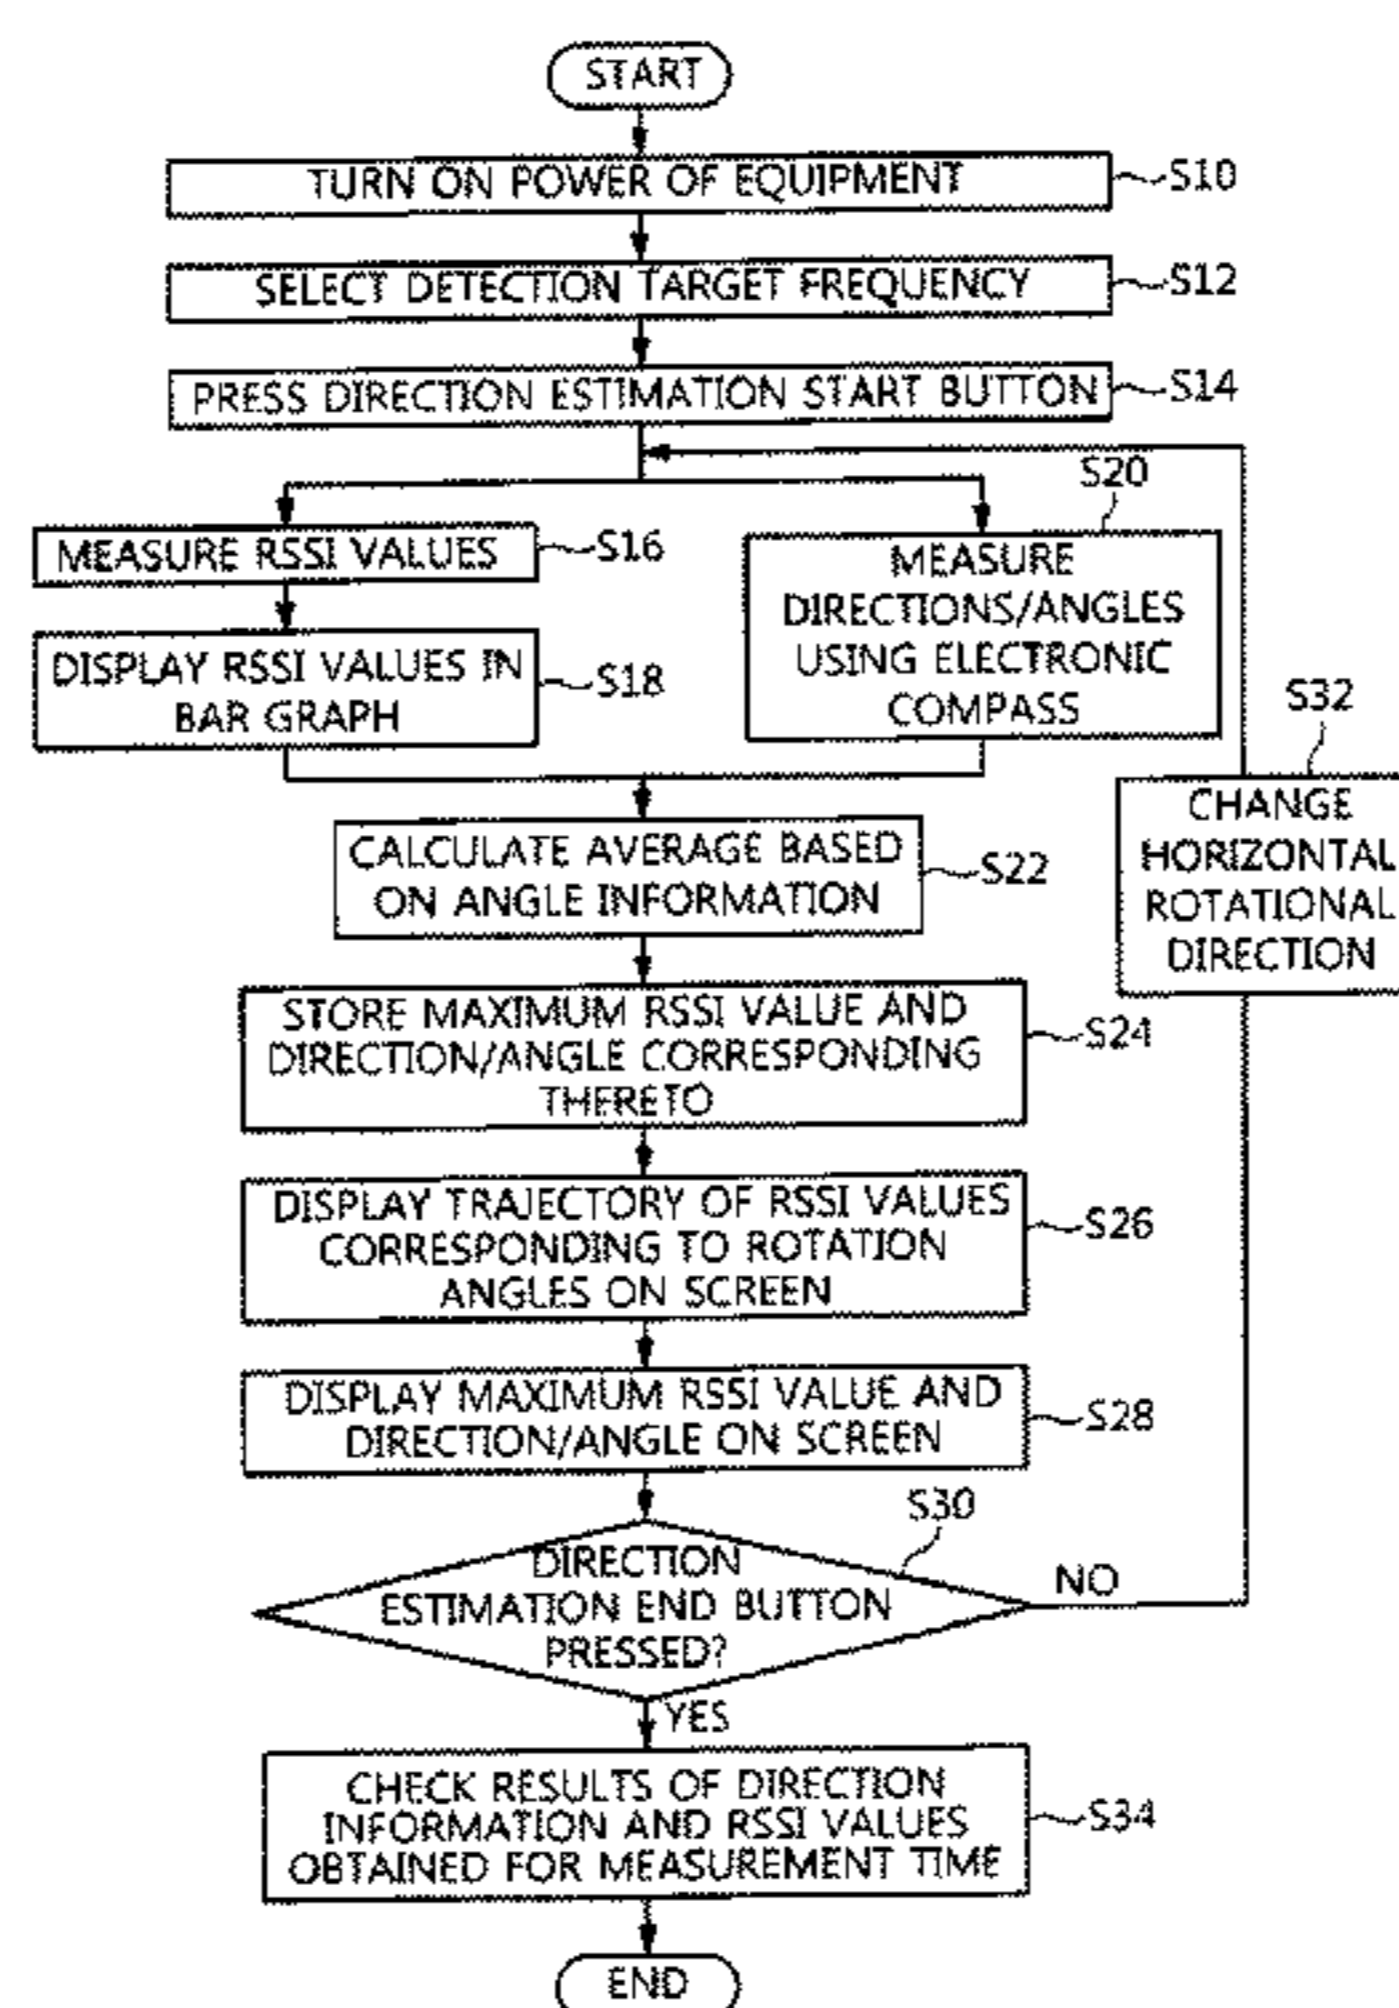 START
TURN ON POWER OF EQUIPMENT
S10
SELECT DETECTION TARGET FREQUENCY
S12
PRESS DIRECTION ESTIMATION START BUTTON
S14
MEASURE RSSI VALUES
S16
DISPLAY RSSI VALUES IN
BAR GRAPH
S18
S20
MEASURE
DIRECTIONS/ANGLES
USING ELECTRONIC
COMPASS
S32
CHANGE
HORIZONTAL
ROTATIONAL
DIRECTION
CALCULATE AVERAGE BASED
ON ANGLE INFORMATION
S22
STORE MAXIMUM RSSI VALUE AND
DIRECTION/ANGLE CORRESPONDING
THERETO
S24
DISPLAY TRAJECTORY OF RSSI VALUES
CORRESPONDING TO ROTATION
ANGLES ON SCREEN
S26
DISPLAY MAXIMUM RSSI VALUE AND
DIRECTION/ANGLE ON SCREEN
S28
S30
DIRECTION
ESTIMATION END BUTTON
PRESSED?
NO
YES
CHECK RESULTS OF DIRECTION
INFORMATION AND RSSI VALUES
OBTAINED FOR MEASUREMENT TIME
S34
END